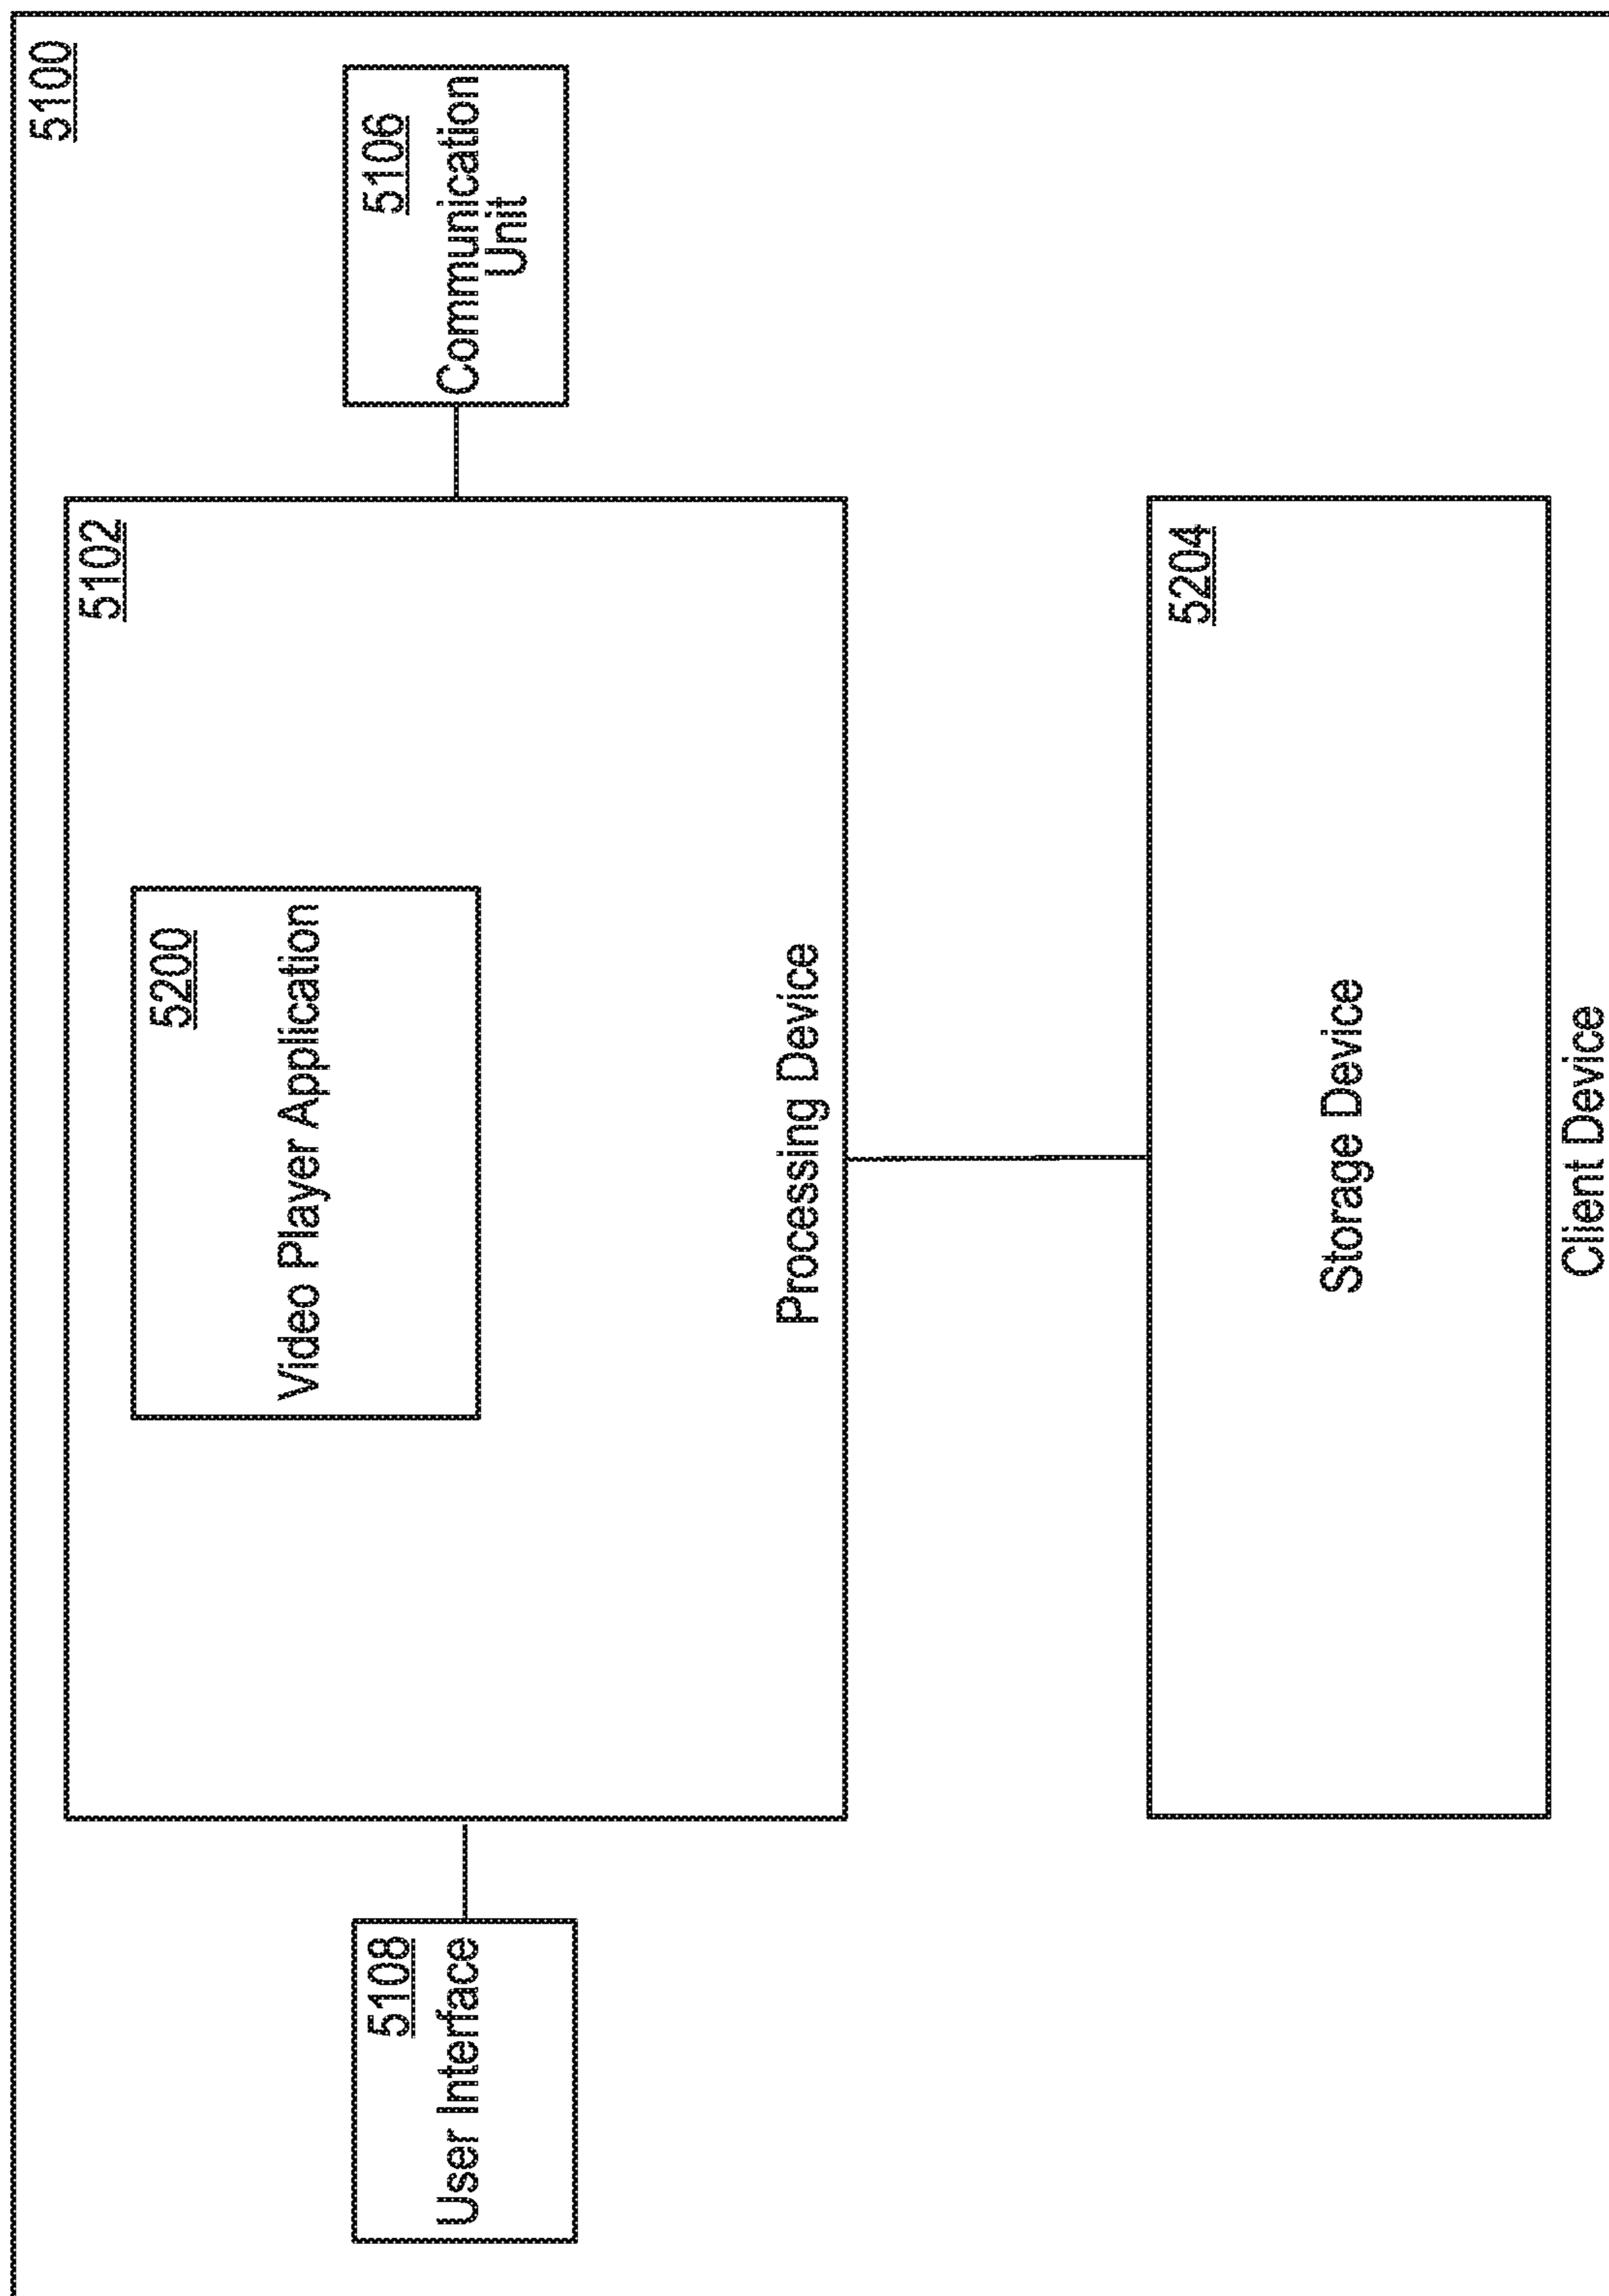 5100
5102
5200
Video Player Application
Processing Device
5108
User Interface
5106
Communication
Unit
5204
Storage Device
Client Device